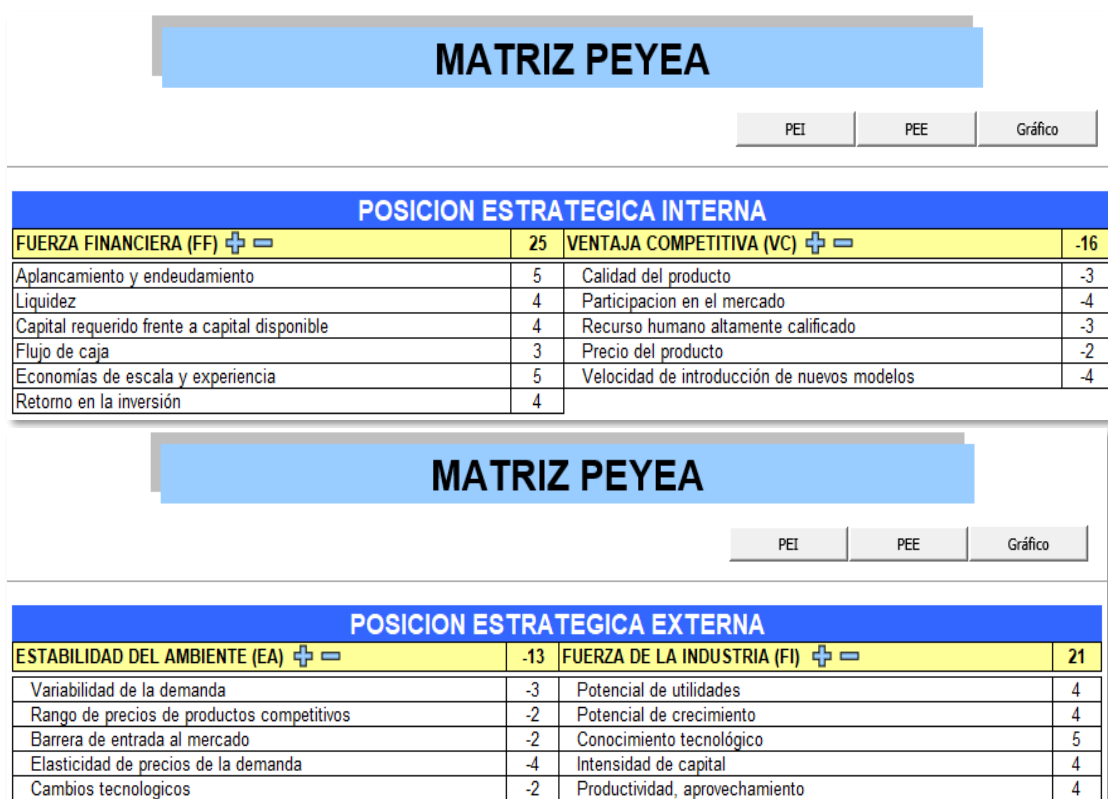 MATRIZ PEYEA
PEI PEE Gráfico
POSICION ESTRATEGICA INTERNA
FUERZA FINANCIERA (FF) 25 VENTAJA COMPETITIVA (VC) -16
Aplancamiento y endeudamiento 5 Calidad del producto -3
Liquidez 4 Participacion en el mercado -4
Capital requerido frente a capital disponible 4 Recurso humano altamente calificado -3
Flujo de caja 3 Precio del producto -2
Economías de escala y experiencia 5 Velocidad de introducción de nuevos modelos -4
Retorno en la inversión 4
MATRIZ PEYEA
PEI PEE Gráfico
POSICION ESTRATEGICA EXTERNA
ESTABILIDAD DEL AMBIENTE (EA) -13 FUERZA DE LA INDUSTRIA (FI) 21
Variabilidad de la demanda -3 Potencial de utilidades 4
Rango de precios de productos competitivos -2 Potencial de crecimiento 4
Barrera de entrada al mercado -2 Conocimiento tecnológico 5
Elasticidad de precios de la demanda -4 Intensidad de capital 4
Cambios tecnologicos -2 Productividad, aprovechamiento 4